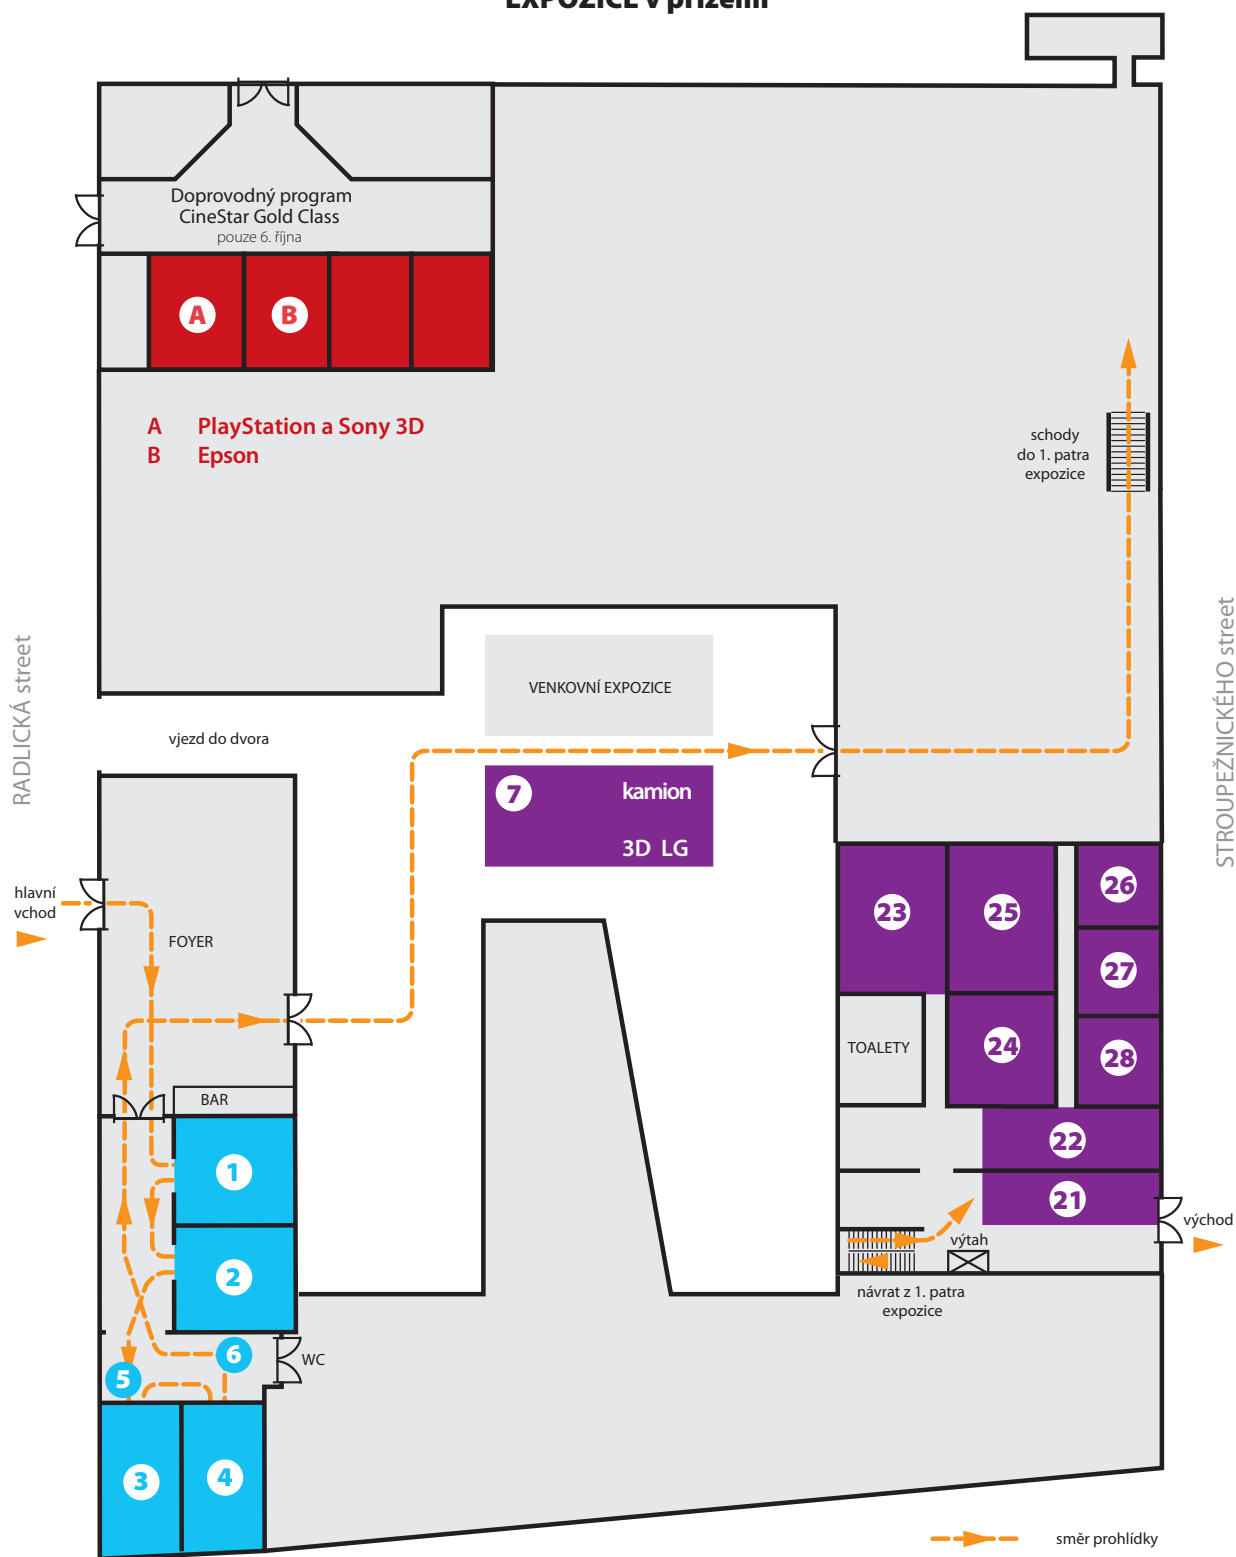 EXPOZICE v přízemí
Doprovodný program
CineStar Gold Class
pouze 6. října
A
B
A PlayStation a Sony 3D
B Epson
schody
do 1. patra
expozice
RADLICKÁ street
STROUPEŽNICKÉHO street
VENKOVNÍ EXPOZICE
vjezd do dvora
7 kamion
3D LG
hlavní
vchod
FOYER
23
25
26
27
24
28
TOALETY
BAR
1
22
21
2
výtah
východ
návrat z 1. patra
expozice
6
WC
5
3
4
směr prohlídky